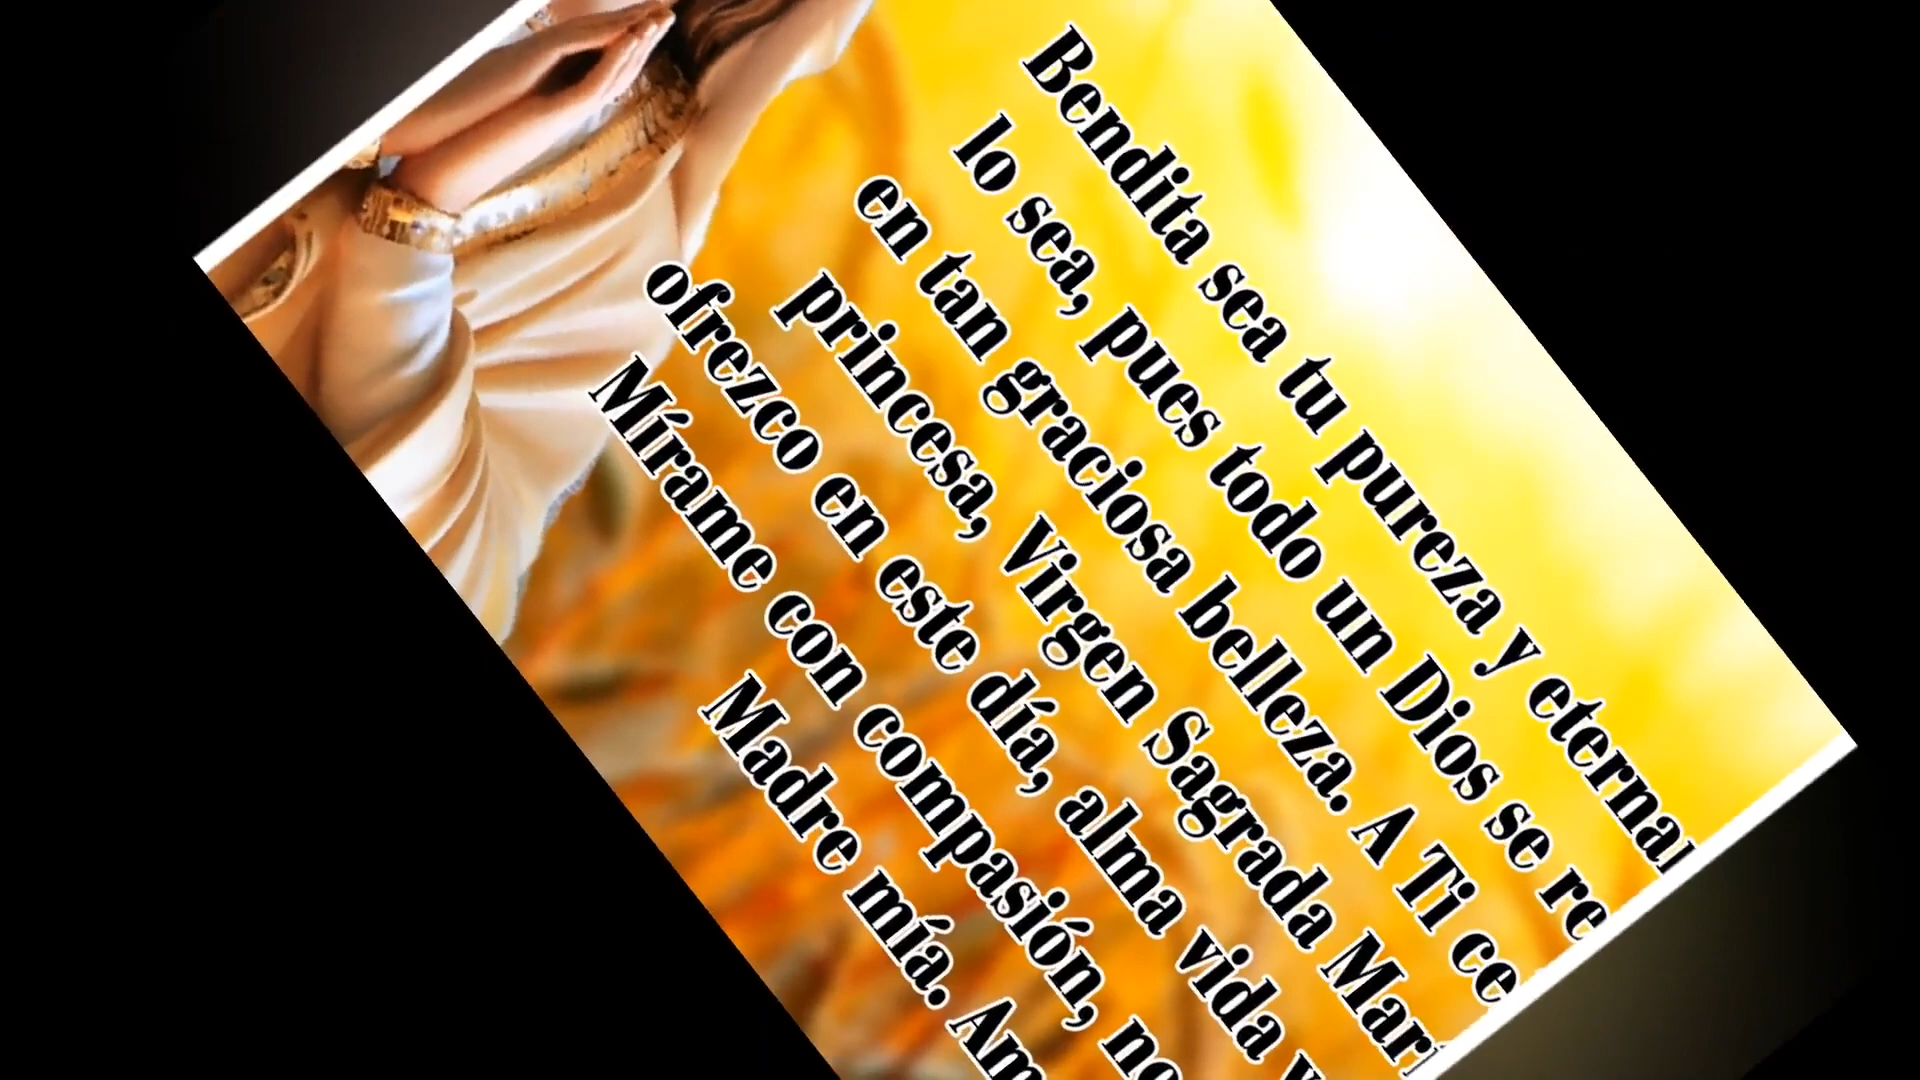 Bendita sea tu pureza y eterna
lo sea, pues todo un Dios se re
en tan graciosa belleza. A Ti ce
princesa, Virgen Sagrada Mar
ofrezco en este día, alma vida
Mírame con compasión, no
Madre mía. Am